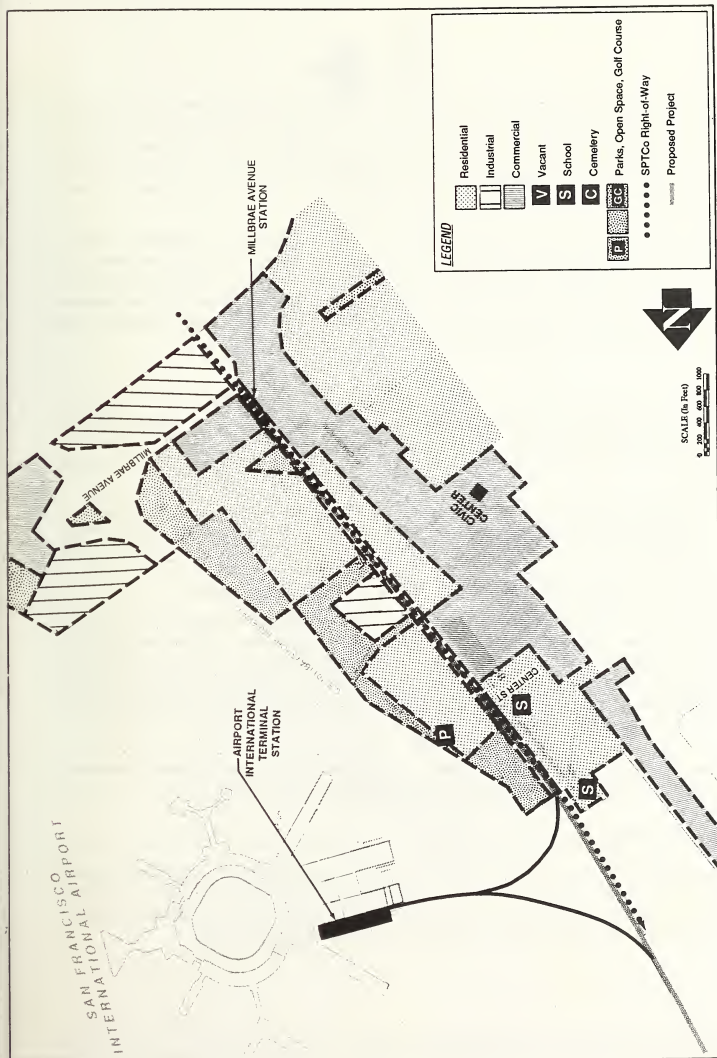 SAN FRANCISCO
INTERNATIONAL AIRPORT
AIRPORT
INTERNATIONAL
TERMINAL
STATION
MILLBRAE AVENUE
MILLBRAE AVENUE
STATION
P
S
S
CENTER ST
CIVIC
CENTER
LEGEND
Residential
Industrial
Commercial
V Vacant
S School
C Cemetery
P GC Parks, Open Space, Golf Course
SPTCo Right-of-Way
Proposed Project
N
SCALE (In Feet)
0 200 400 600 800 1000